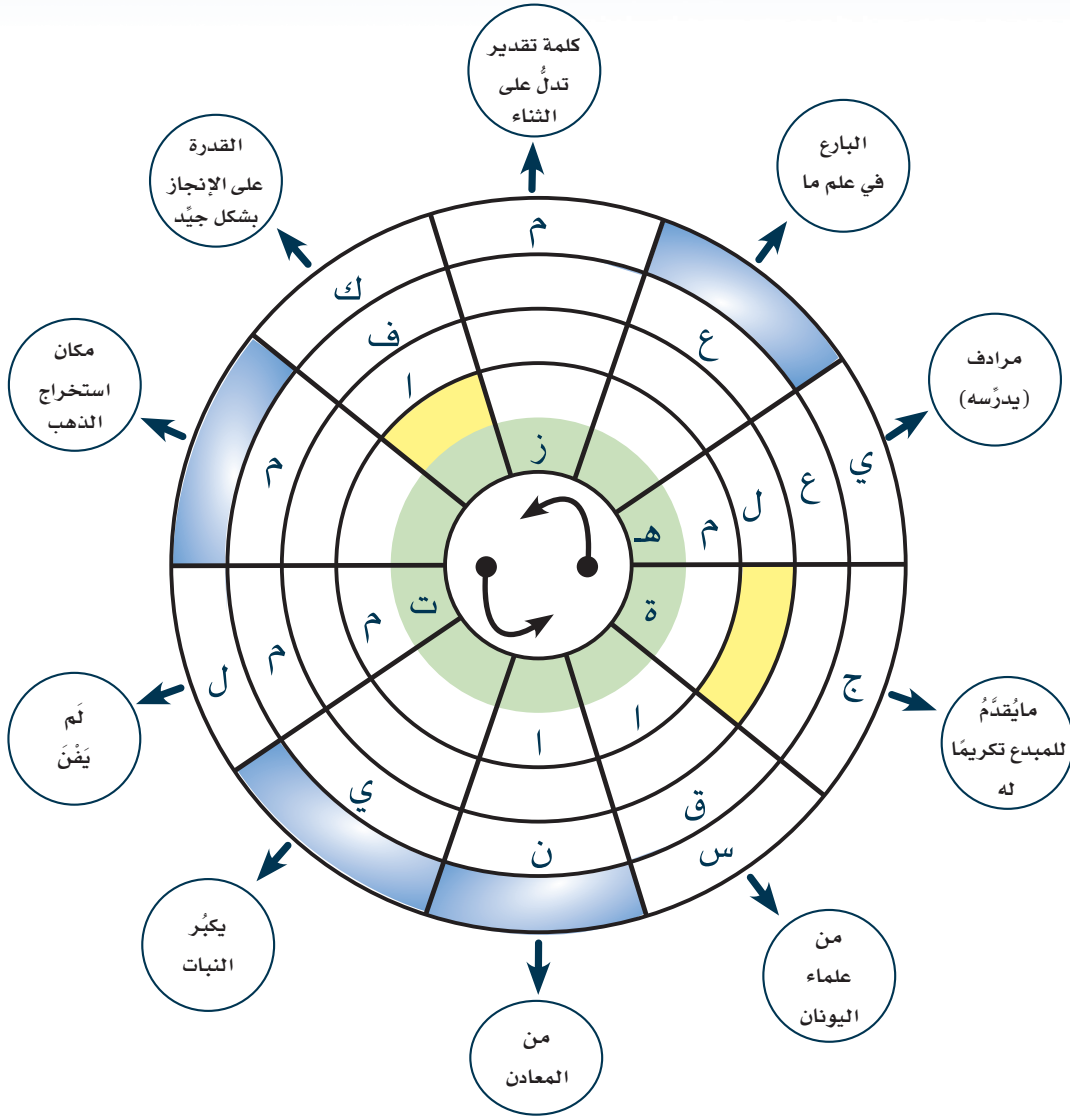 كلمة تقدير
تدلُّ على
الثناء
البارع
في علم ما
مرادف
(يدرِّسه)
مايُقدَّمُ
للمبدع تكريمًا
له
من
علماء
اليونان
من
المعادن
يكبُر
النبات
لَم
يَفْنَ
مكان
استخراج
الذهب
القدرة
على الإنجاز
بشكل جيِّد
م
ز
ع
ي
ع
ل
م
هـ
ج
ة
س
ق
ا
ن
ا
ي
ل
م
م
ت
م
ك
ف
ا